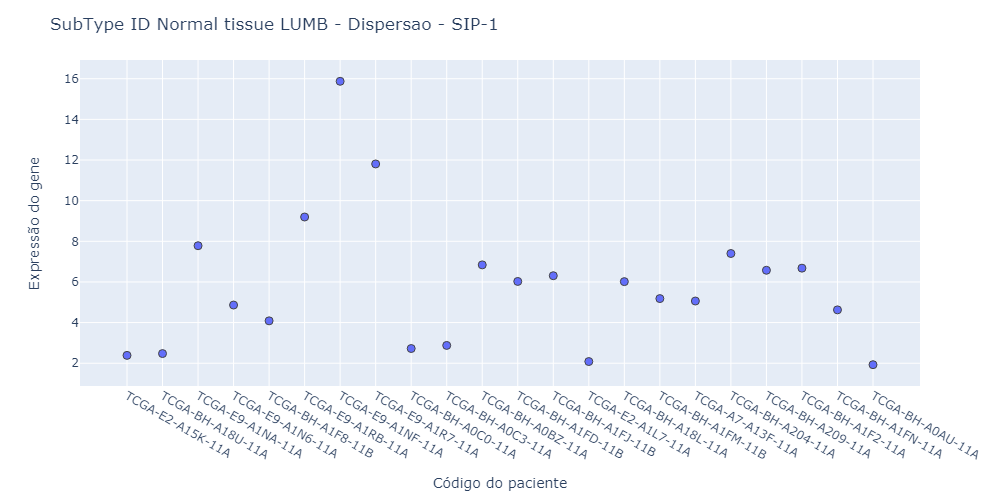 SubType ID Normal tissue LUMB - Dispersao - SIP-1
Expressão do gene
16
14
12
10
8
6
4
2
TCGA-E2-A15K-11A
TCGA-BH-A18U-11A
TCGA-E9-A1NA-11A
TCGA-E9-A1N6-11A
TCGA-BH-A1F8-11B
TCGA-E9-A1RB-11A
TCGA-E9-A1NF-11A
TCGA-E9-A1R7-11A
TCGA-BH-A0C0-11A
TCGA-BH-A0C3-11A
TCGA-BH-A0BZ-11A
TCGA-BH-A1FD-11B
TCGA-BH-A1FJ-11B
TCGA-E2-A1L7-11A
TCGA-BH-A18L-11A
TCGA-BH-A1FM-11B
TCGA-A7-A13F-11A
TCGA-BH-A204-11A
TCGA-BH-A209-11A
TCGA-BH-A1F2-11A
TCGA-BH-A1FN-11A
TCGA-BH-A0AU-11A
Código do paciente